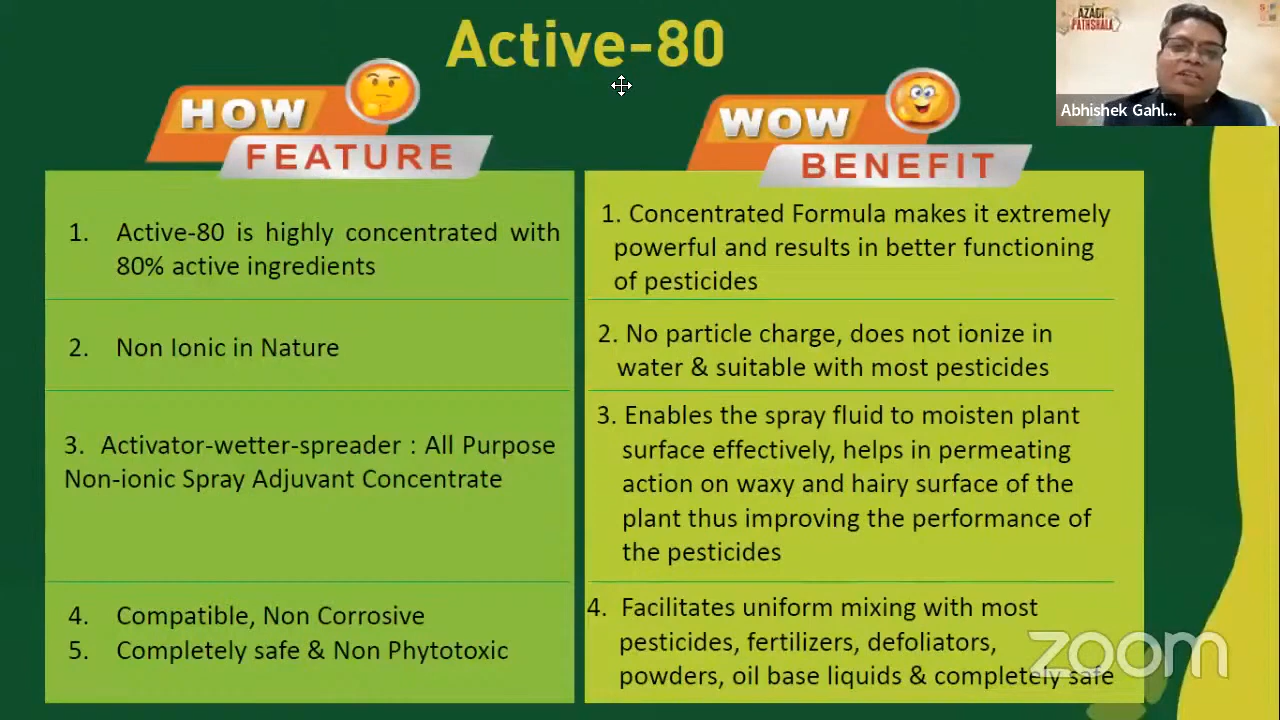 Active-80
AZADI
PATHSHALA
Abhishek Gahl...
HOW
FEATURE
WOW
BENEFIT
1. Active-80 is highly concentrated with
80% active ingredients
2. Non Ionic in Nature
3. Activator-wetter-spreader : All Purpose
Non-ionic Spray Adjuvant Concentrate
4. Compatible, Non Corrosive
5. Completely safe & Non Phytotoxic
1. Concentrated Formula makes it extremely
powerful and results in better functioning
of pesticides
2. No particle charge, does not ionize in
water & suitable with most pesticides
3. Enables the spray fluid to moisten plant
surface effectively, helps in permeating
action on waxy and hairy surface of the
plant thus improving the performance of
the pesticides
4. Facilitates uniform mixing with most
pesticides, fertilizers, defoliators,
powders, oil base liquids & completely safe
zoom